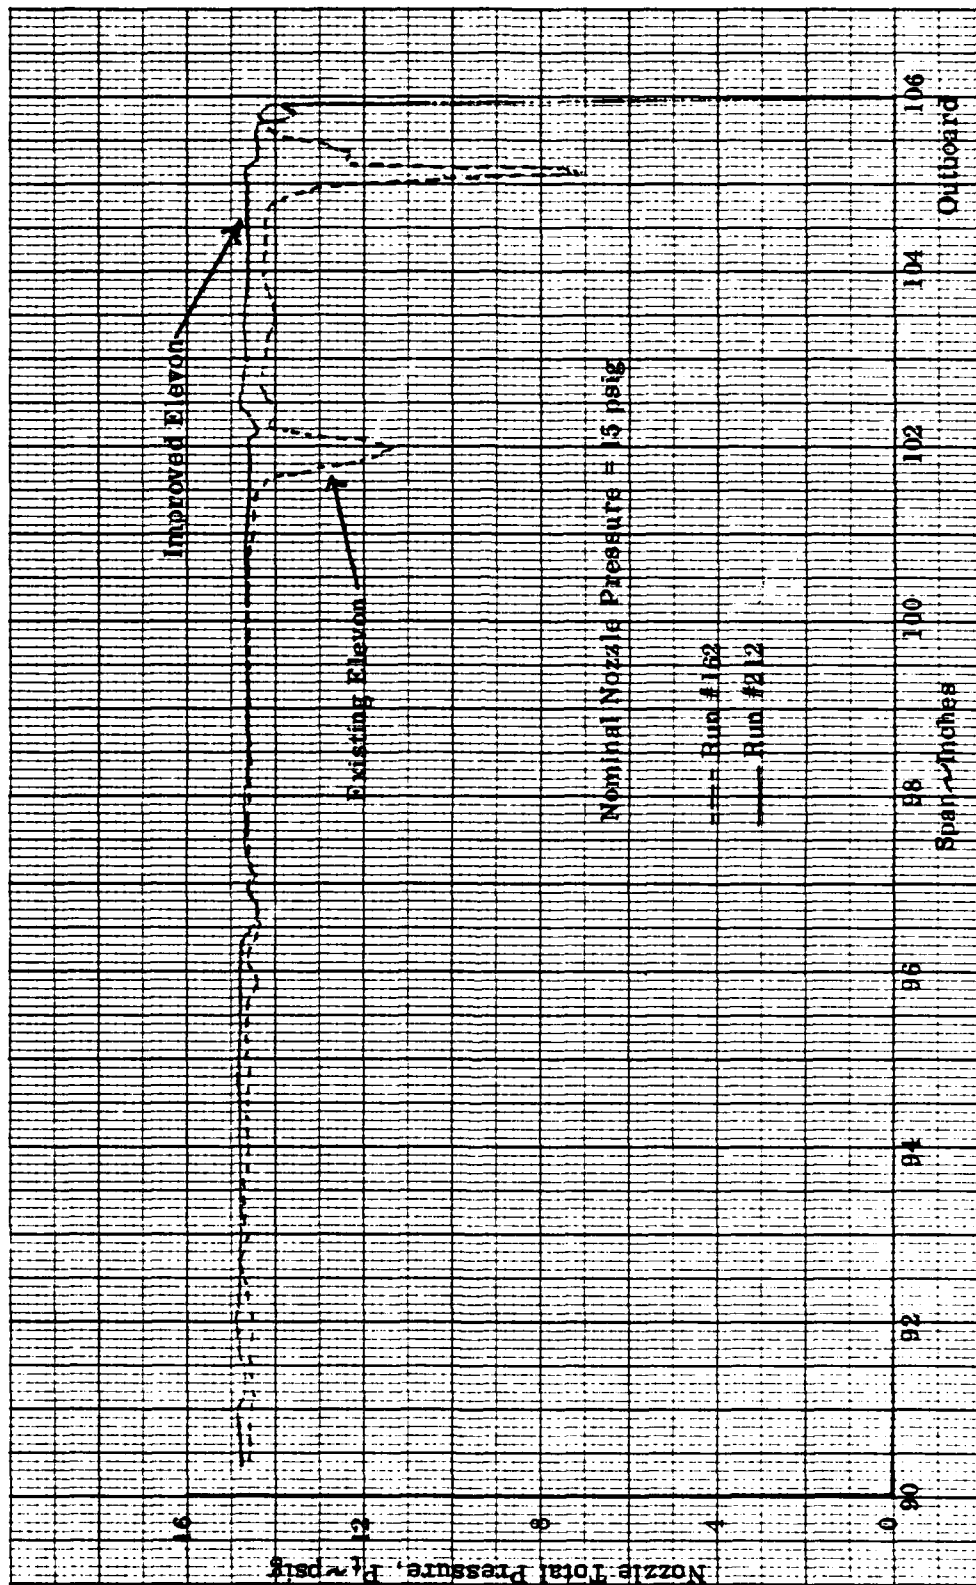 Improved Elevon
Existing Elevon
Nominal Nozzle Pressure = 15 psig
--- Run #162
—— Run #212
Nozzle Total Pressure, Pt ~ psig
16
12
8
4
0
90
92
94
96
98
100
102
104
106
Span ~ Inches
Outboard